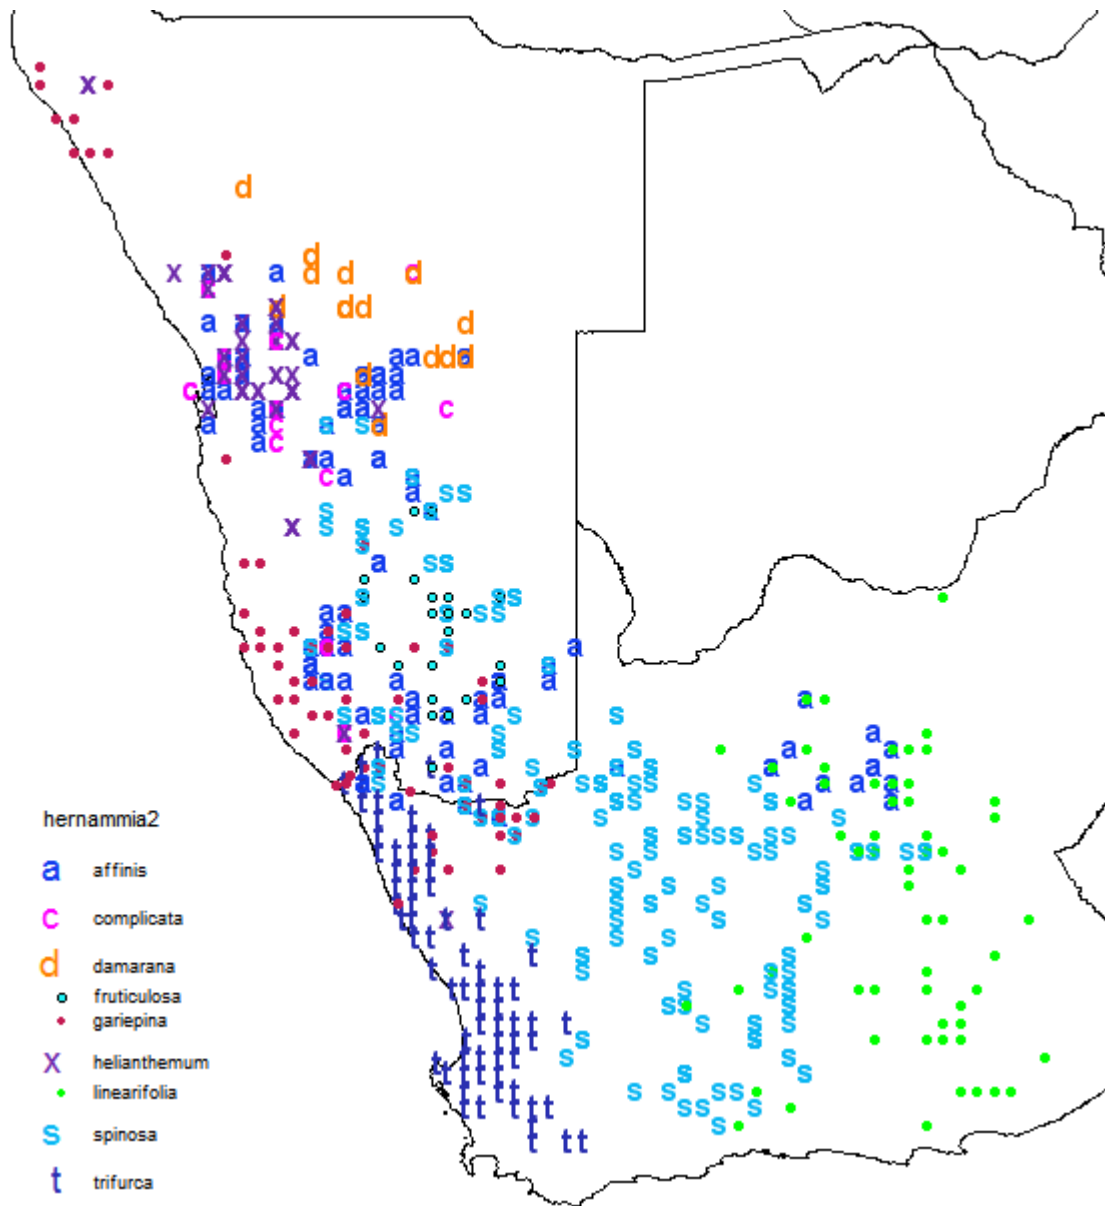 hernammia2
a affinis
c complicata
d damarana
fruticulosa
gariepina
x helianthemum
linearifolia
s spinosa
t trifurca